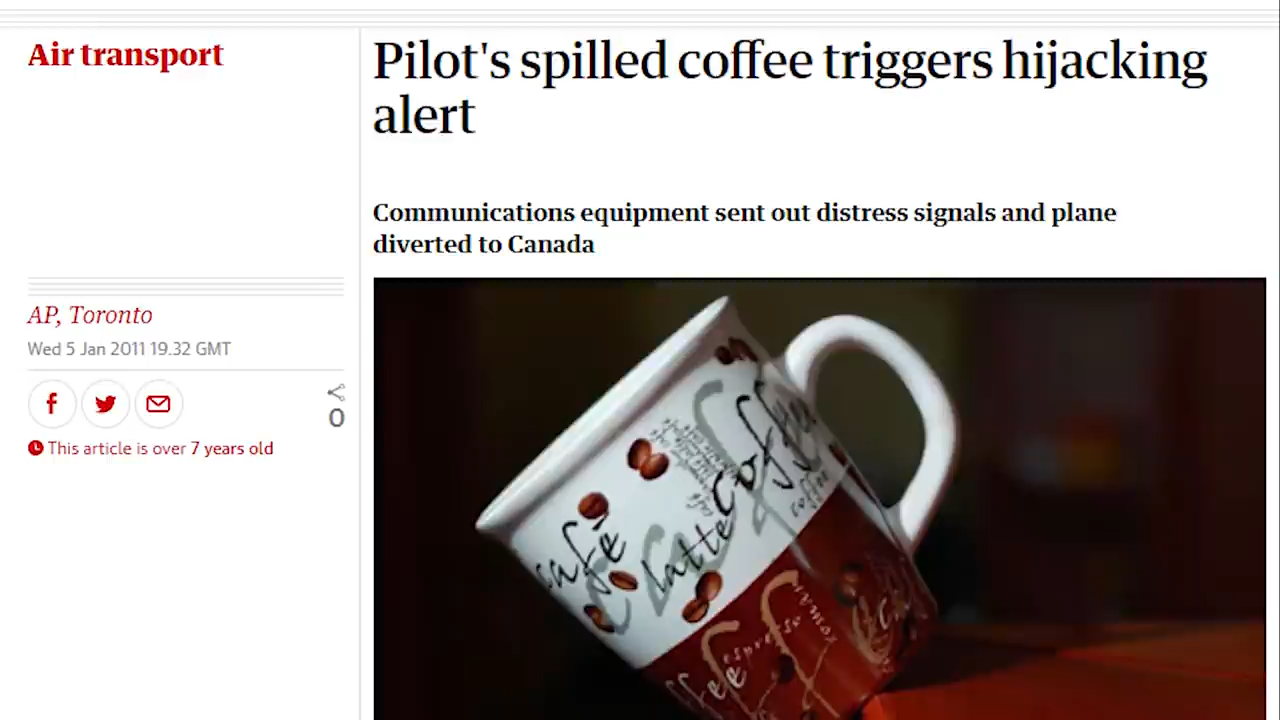 Air transport
Pilot's spilled coffee triggers hijacking
alert
Communications equipment sent out distress signals and plane
diverted to Canada
AP, Toronto
Wed 5 Jan 2011 19.32 GMT
0
This article is over 7 years old
café
latte
Coffee
coffee
espresso